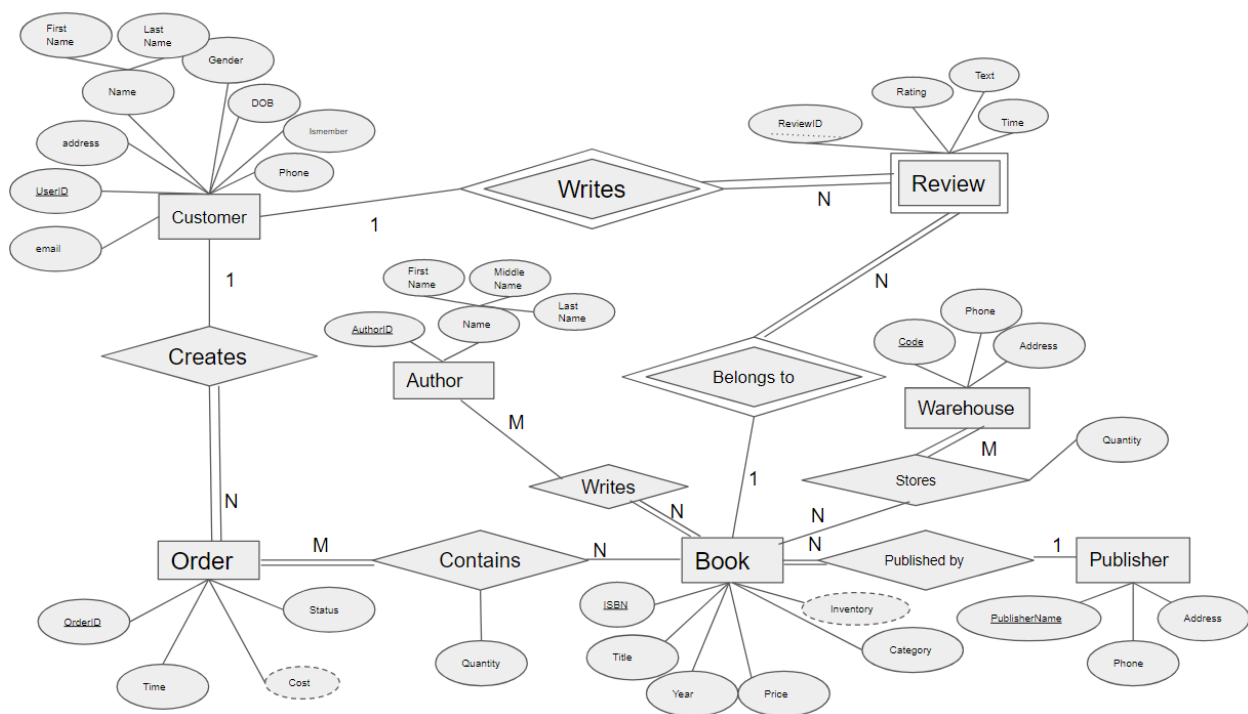 First
Name
Last
Name
Gender
Name
DOB
Ismember
address
Phone
UserID
Customer
email
1
Writes
1
N
ReviewID
Rating
Text
Time
Review
N
Creates
N
First
Name
Middle
Name
Last
Name
AuthorID
Name
Author
M
Belongs to
1
Writes
N
Phone
Code
Address
Warehouse
M
Quantity
Stores
N
Order
M
Contains
N
Book
N
Published by
1
Publisher
OrderID
Status
Time
Cost
Quantity
ISBN
Inventory
Title
Category
Year
Price
PublisherName
Address
Phone